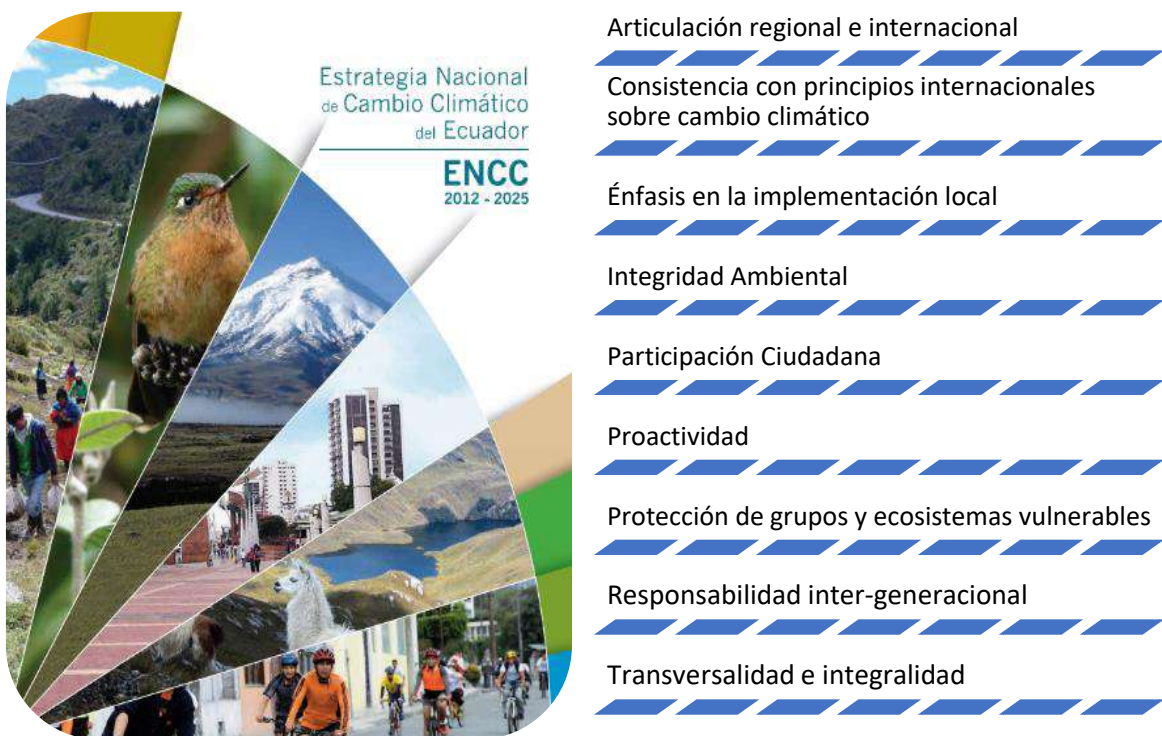 Estrategia Nacional
de Cambio Climático
del Ecuador
ENCC
2012 - 2025
Articulación regional e internacional
Consistencia con principios internacionales
sobre cambio climático
Énfasis en la implementación local
Integridad Ambiental
Participación Ciudadana
Proactividad
Protección de grupos y ecosistemas vulnerables
Responsabilidad inter-generacional
Transversalidad e integralidad